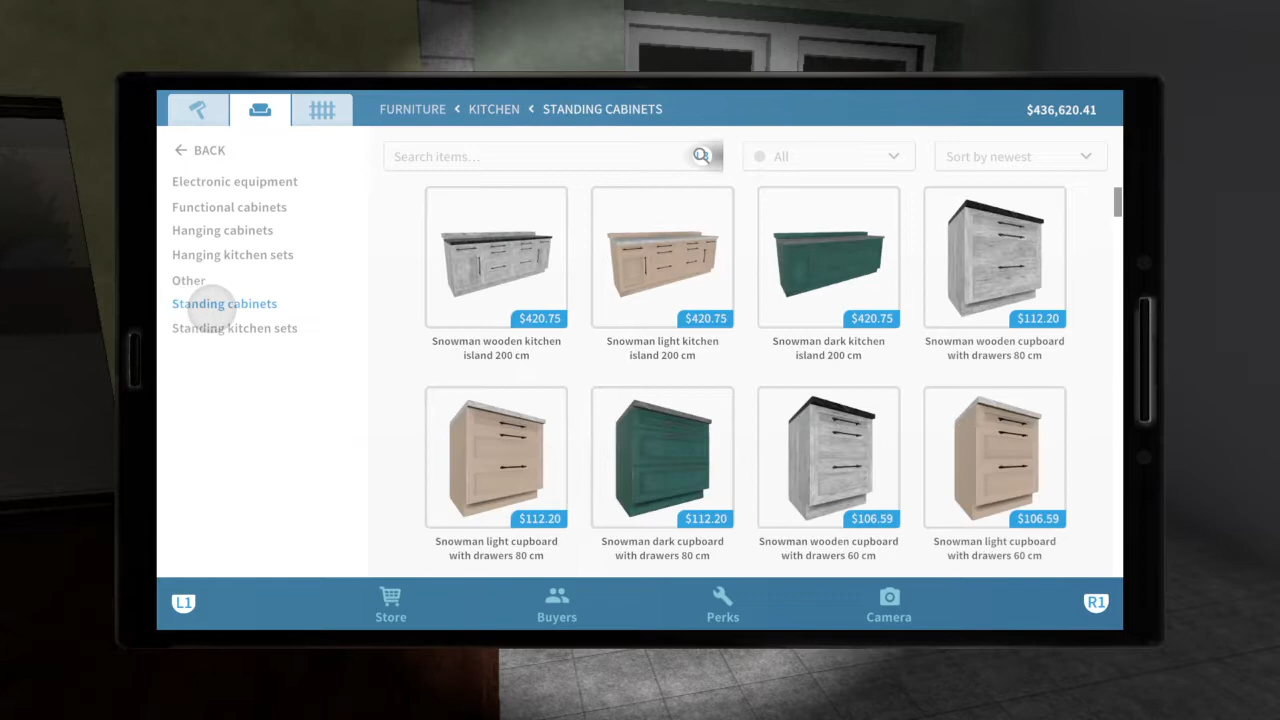 FURNITURE < KITCHEN < STANDING CABINETS
$436,620.41
BACK
Search items...
All
Sort by newest
Electronic equipment
Functional cabinets
Hanging cabinets
Hanging kitchen sets
Other
Standing cabinets
Standing kitchen sets
$420.75
$420.75
$420.75
$112.20
Snowman wooden kitchen
island 200 cm
Snowman light kitchen
island 200 cm
Snowman dark kitchen
island 200 cm
Snowman wooden cupboard
with drawers 80 cm
$112.20
$112.20
$106.59
$106.59
Snowman light cupboard
with drawers 80 cm
Snowman dark cupboard
with drawers 80 cm
Snowman wooden cupboard
with drawers 60 cm
Snowman light cupboard
with drawers 60 cm
L1
Store
Buyers
Perks
Camera
R1